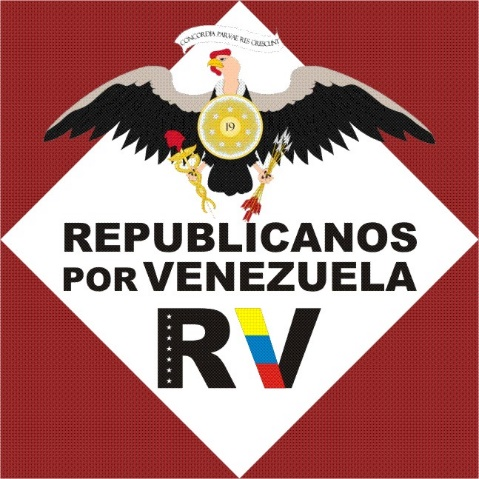 CONCORDIA PARVAE RES CRESCUNT
19
REPUBLICANOS
POR VENEZUELA
RV